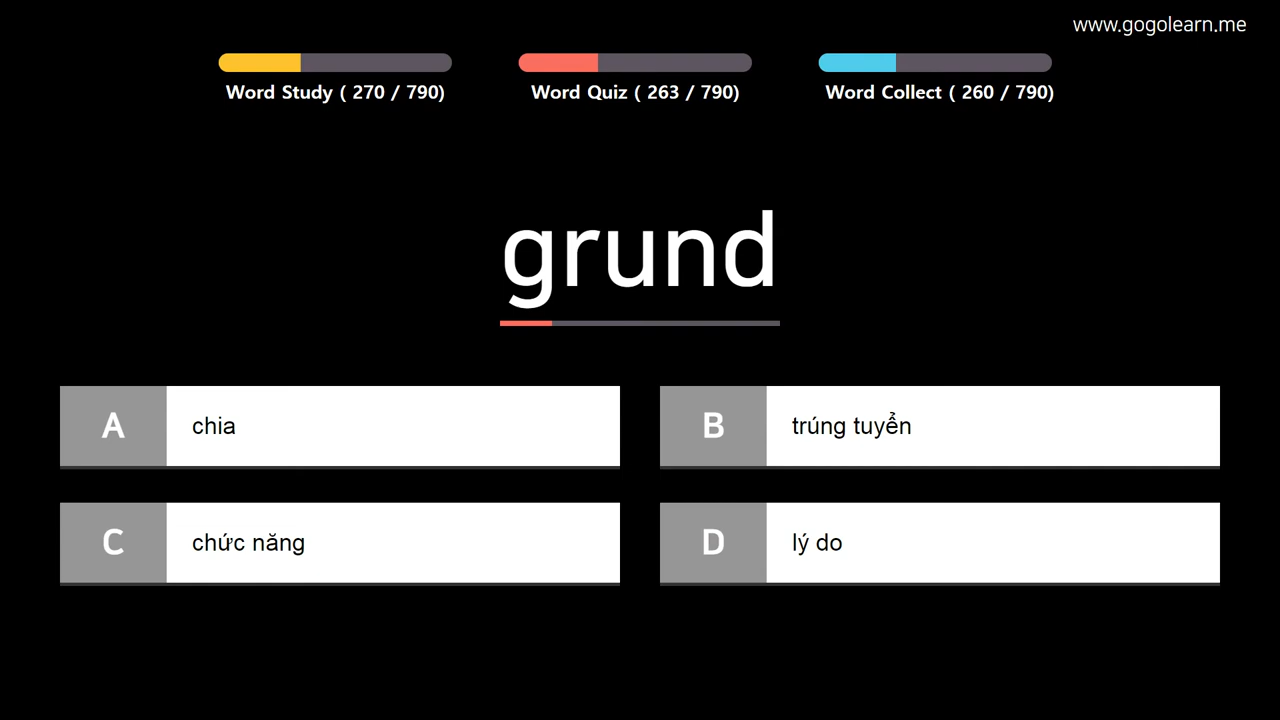 www.gogolearn.me
Word Study ( 270 / 790)
Word Quiz ( 263 / 790)
Word Collect ( 260 / 790)
grund
A chia
B trúng tuyển
C chức năng
D lý do